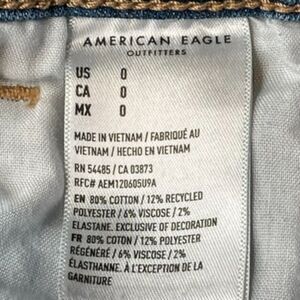 AMERICAN EAGLE
OUTFITTERS
US 0
CA 0
MX 0
MADE IN VIETNAM / FABRIQUÉ AU
VIETNAM / HECHO EN VIETNAM
RN 54485 / CA 03873
RFC# AEM120605U9A
EN 80% COTTON / 12% RECYCLED
POLYESTER / 6% VISCOSE / 2%
ELASTANE. EXCLUSIVE OF DECORATION
FR 80% COTON / 12% POLYESTER
RÉGÉNÉRÉ / 6% VISCOSE / 2%
ÉLASTHANNE. À L'EXCEPTION DE LA
GARNITURE